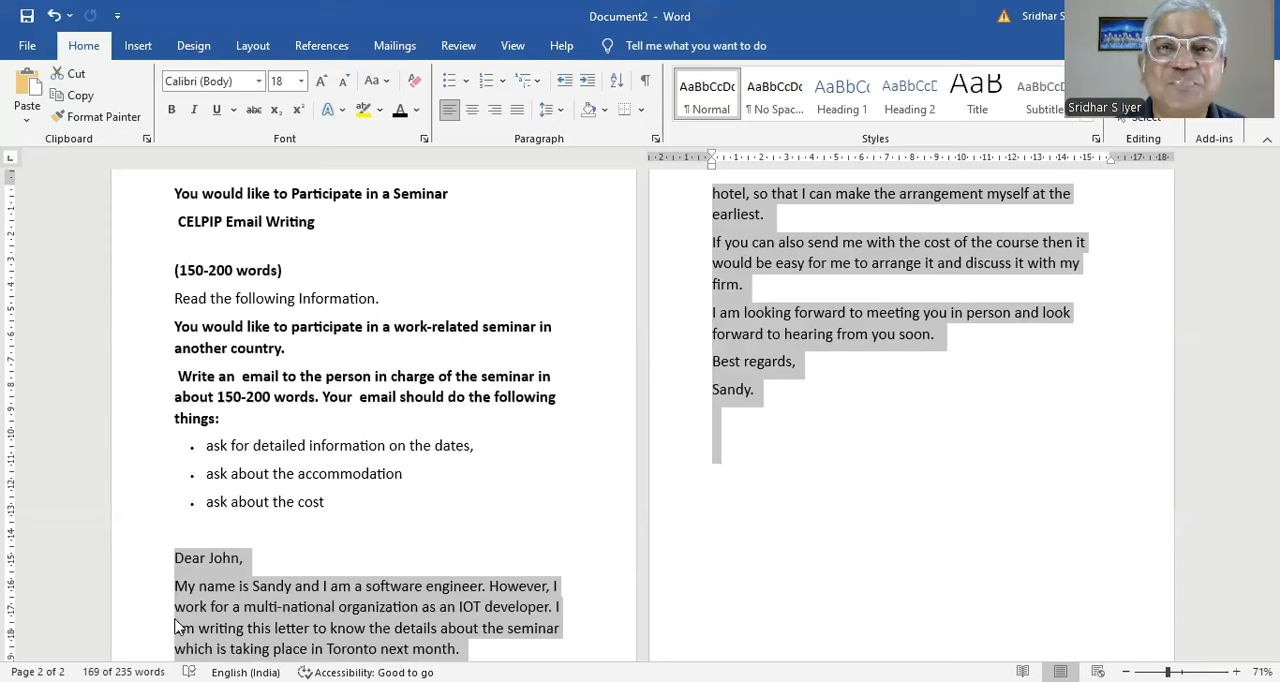 Document2 - Word
Sridhar S
File
Home
Insert
Design
Layout
References
Mailings
Review
View
Help
Tell me what you want to do
Paste
Cut
Copy
Format Painter
Clipboard
Calibri (Body)
18
Font
Paragraph
AaBbCcDc
¶ Normal
AaBbCcDc
¶ No Spac...
AaBbCc
Heading 1
AaBbCcD
Heading 2
AaB
Title
AaBbCcD
Subtitle
Styles
Select
Editing
Add-ins
Sridhar S Iyer
You would like to Participate in a Seminar
CELPIP Email Writing
(150-200 words)
Read the following Information.
You would like to participate in a work-related seminar in
another country.
Write an email to the person in charge of the seminar in
about 150-200 words. Your email should do the following
things:
• ask for detailed information on the dates,
• ask about the accommodation
• ask about the cost
Dear John,
My name is Sandy and I am a software engineer. However, I
work for a multi-national organization as an IOT developer. I
am writing this letter to know the details about the seminar
which is taking place in Toronto next month.
hotel, so that I can make the arrangement myself at the
earliest.
If you can also send me with the cost of the course then it
would be easy for me to arrange it and discuss it with my
firm.
I am looking forward to meeting you in person and look
forward to hearing from you soon.
Best regards,
Sandy.
Page 2 of 2
169 of 235 words
English (India)
Accessibility: Good to go
71%